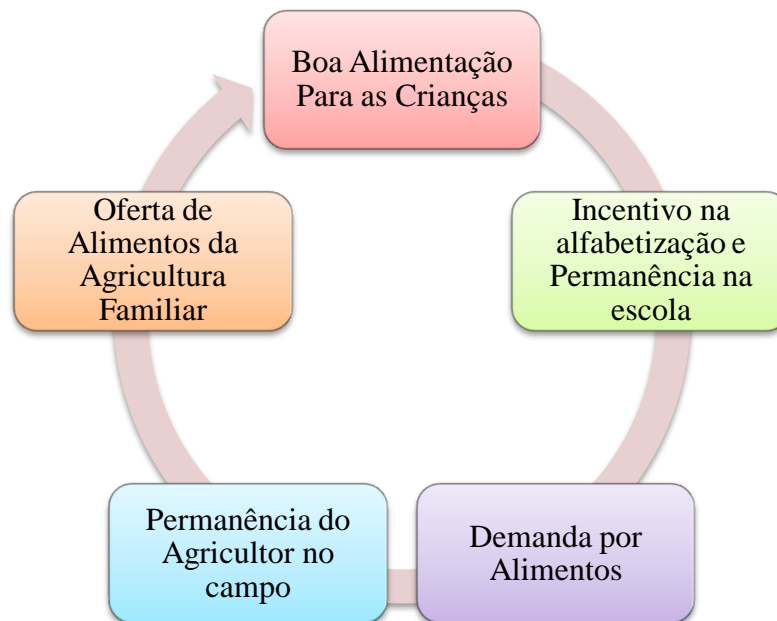 Boa Alimentação
Para as Crianças
Incentivo na
alfabetização e
Permanência na
escola
Demanda por
Alimentos
Permanência do
Agricultor no
campo
Oferta de
Alimentos da
Agricultura
Familiar